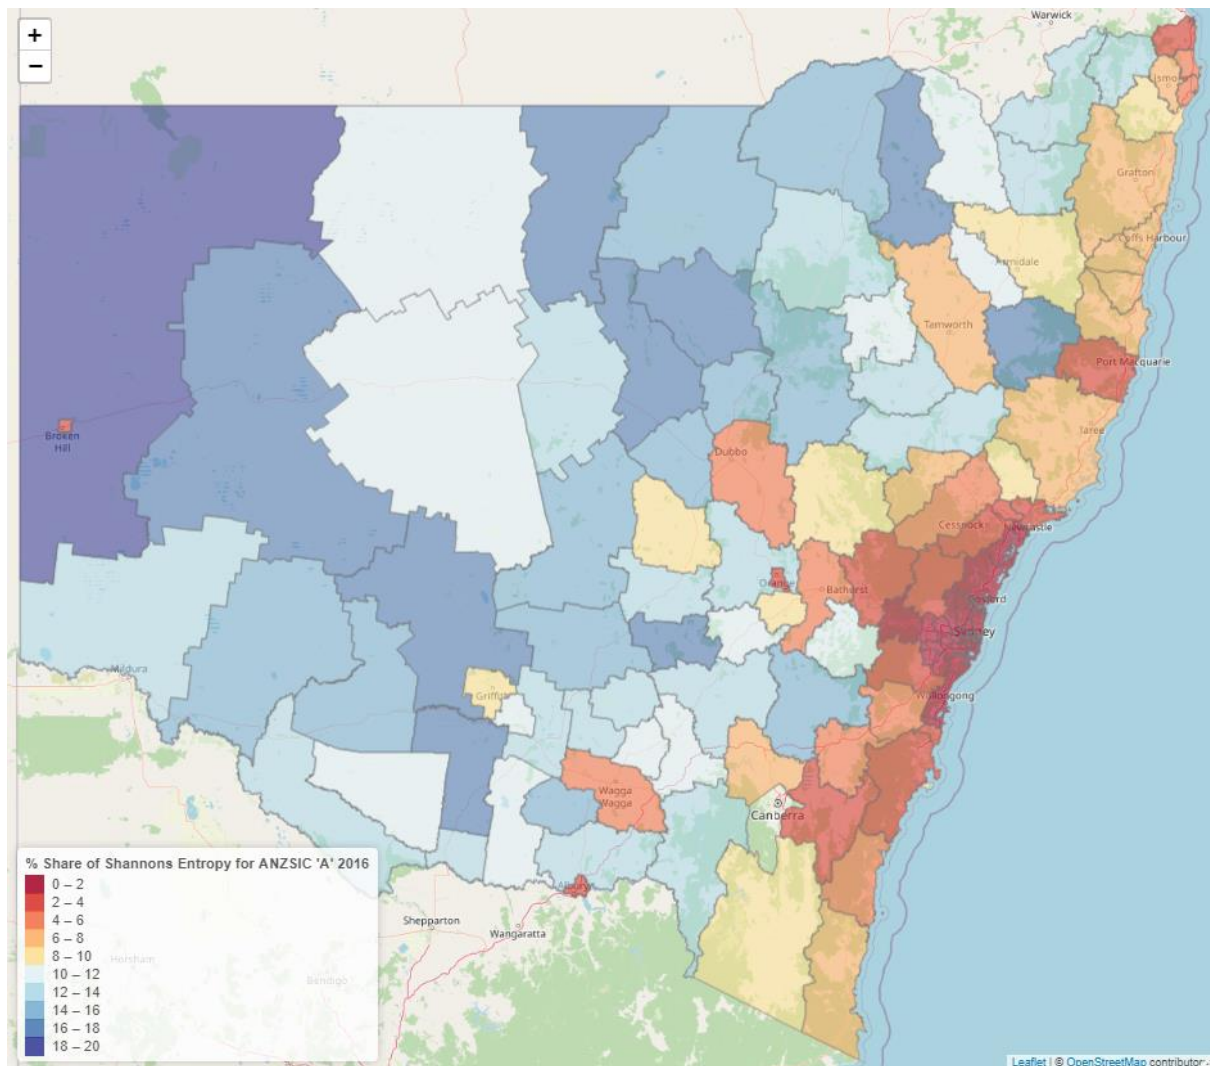 Warwick
+
−
Lismore
Grafton
Coffs Harbour
Armidale
Tamworth
Port Macquarie
Taree
Broken
Hill
Dubbo
Cessnock
Newcastle
Orange
Bathurst
Gosford
Sydney
Mildura
Griffith
Wollongong
Wagga
Wagga
Canberra
% Share of Shannons Entropy for ANZSIC 'A' 2016
0 – 2
2 – 4
4 – 6
6 – 8
8 – 10
10 – 12
12 – 14
14 – 16
16 – 18
18 – 20
Albury
Shepparton
Wangaratta
Horsham
Bendigo
Leaflet | © OpenStreetMap contributor